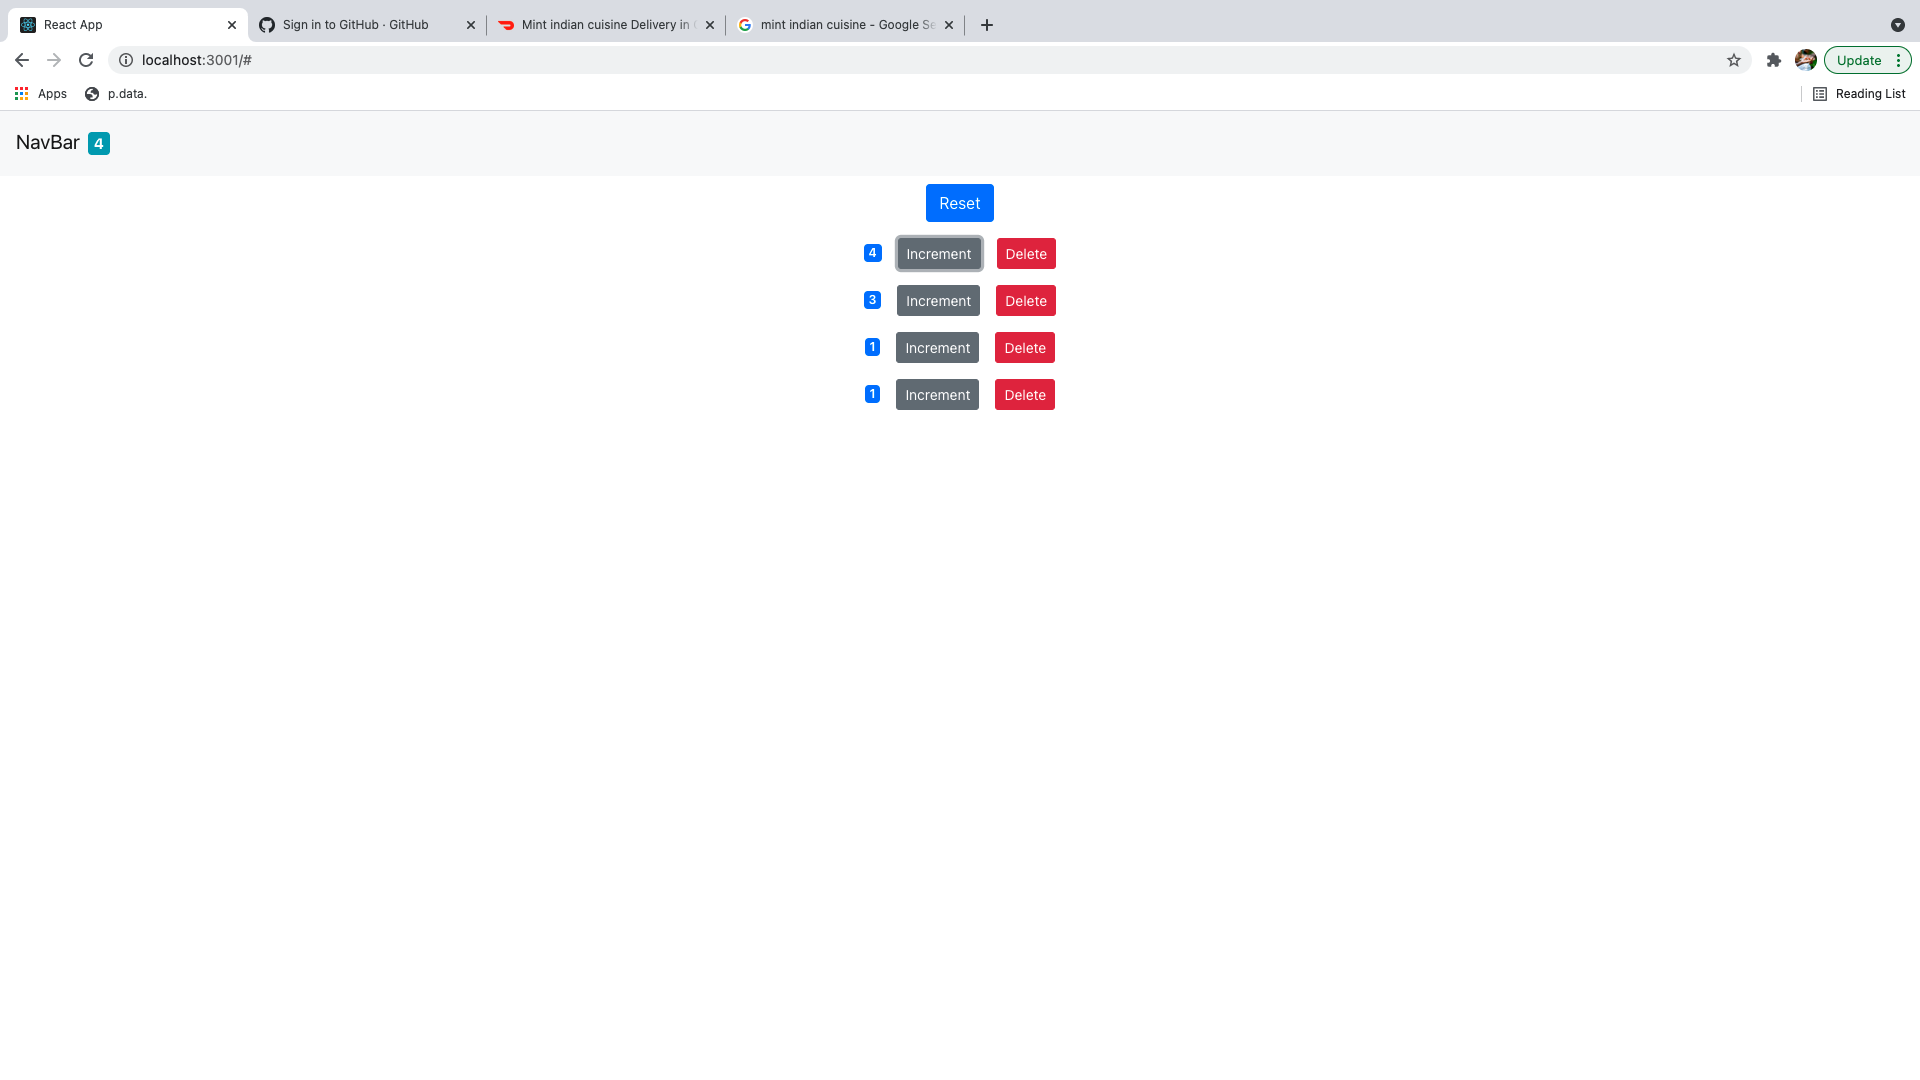 React App
Sign in to GitHub · GitHub
Mint indian cuisine Delivery in
mint indian cuisine - Google Se
localhost:3001/#
Update
Apps
p.data.
Reading List
NavBar 4
Reset
4 Increment Delete
3 Increment Delete
1 Increment Delete
1 Increment Delete